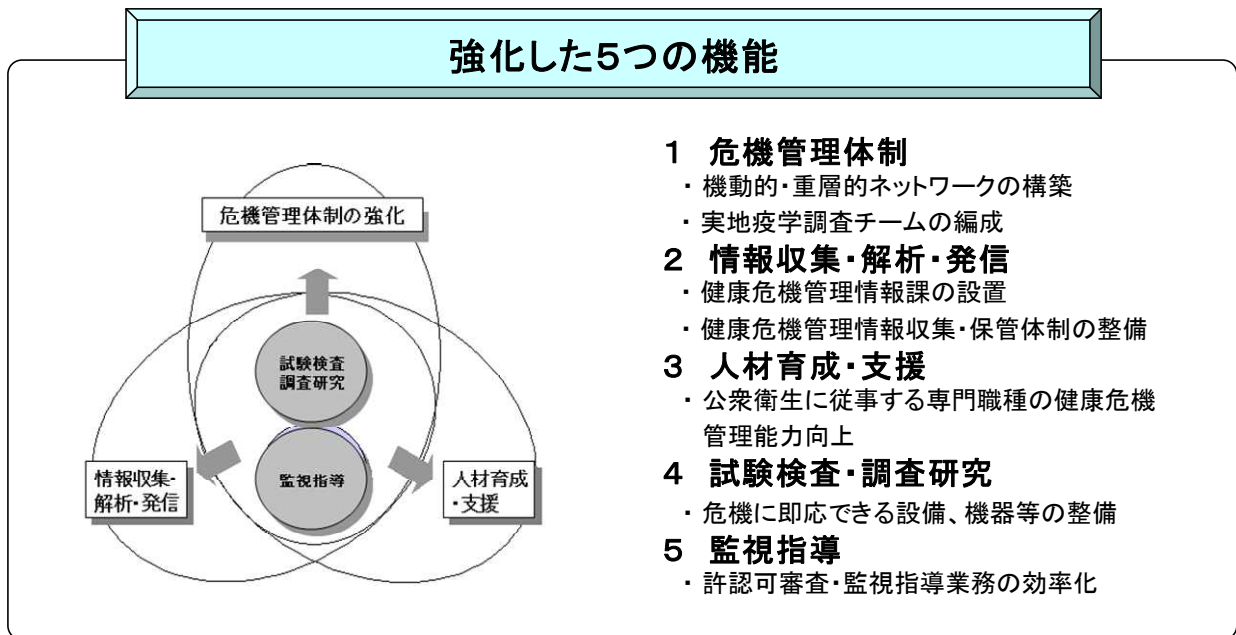 強化した5つの機能
危機管理体制の強化
試験検査
調査研究
監視指導
情報収集・
解析・発信
人材育成
・支援
1 危機管理体制
・ 機動的・重層的ネットワークの構築
・ 実地疫学調査チームの編成
2 情報収集・解析・発信
・ 健康危機管理情報課の設置
・ 健康危機管理情報収集・保管体制の整備
3 人材育成・支援
・ 公衆衛生に従事する専門職種の健康危機
管理能力向上
4 試験検査・調査研究
・ 危機に即応できる設備、機器等の整備
5 監視指導
・ 許認可審査・監視指導業務の効率化